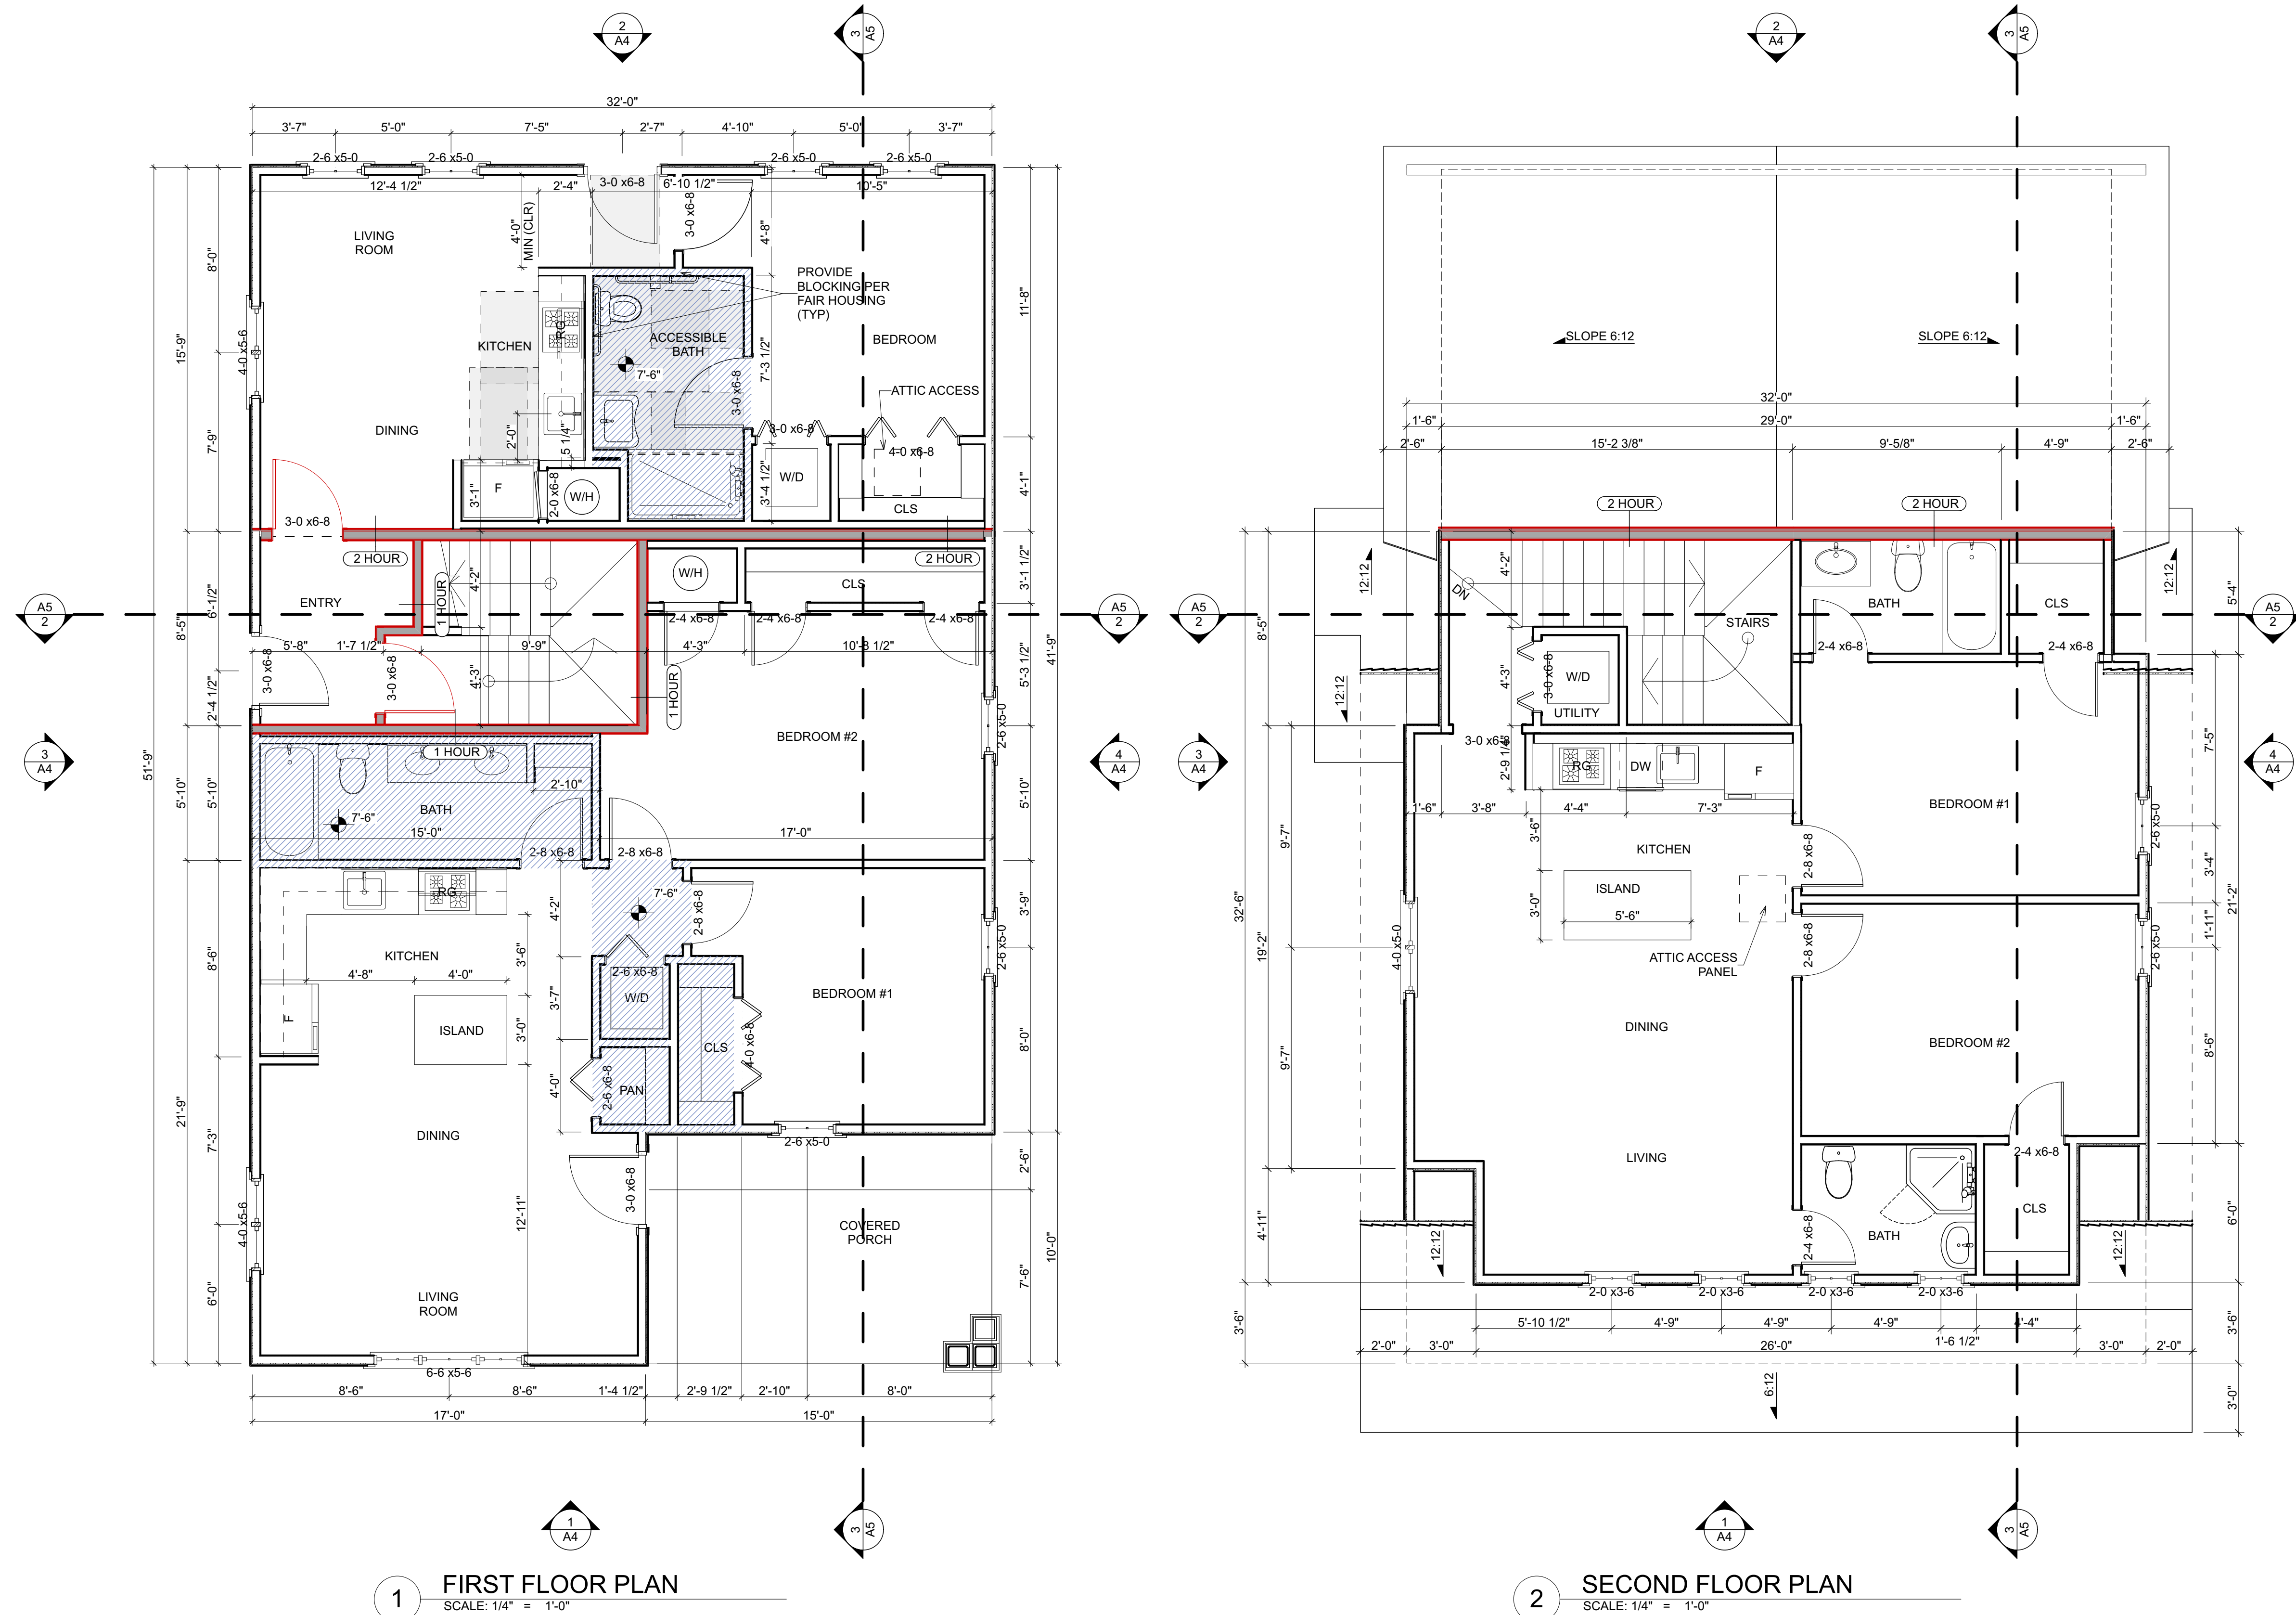 2
A4
3
A5
32'-0"
3'-7"
5'-0"
7'-5"
2'-7"
4'-10"
5'-0"
3'-7"
2-6 x5-0
2-6 x5-0
2-6 x5-0
2-6 x5-0
12'-4 1/2"
2'-4"
3-0 x6-8
6'-10 1/2"
10'-5"
4'-0"
MIN (CLR)
3-0 x6-8
4'-8"
LIVING
ROOM
8'-0"
PROVIDE
BLOCKING PER
FAIR HOUSING
(TYP)
11'-8"
15'-9"
4-0 x5-6
KITCHEN
RG
ACCESSIBLE
BATH
7'-6"
7'-3 1/2"
3-0 x6-8
BEDROOM
ATTIC ACCESS
7'-9"
DINING
2'-0"
5 1/4"
3-0 x6-8
4-0 x6-8
F
3'-1"
2-0 x6-8
W/H
3'-4 1/2"
W/D
CLS
4'-1"
3-0 x6-8
2 HOUR
2 HOUR
1 HOUR
4'-2"
W/H
CLS
3'-1 1/2"
8'-5"
6'-1/2"
ENTRY
A5
2
A5
2
2-4 x6-8
2-4 x6-8
2-4 x6-8
5'-8"
1'-7 1/2"
9'-9"
4'-3"
10'-8 1/2"
41'-9"
5'-3 1/2"
3-0 x6-8
3-0 x6-8
4'-3"
1 HOUR
2'-4 1/2"
51'-9"
3
A4
4
A4
1 HOUR
BEDROOM #2
2-6 x5-0
2'-10"
5'-10"
5'-10"
5'-10"
BATH
7'-6"
15'-0"
17'-0"
2-8 x6-8
2-8 x6-8
RG
7'-6"
4'-2"
2-8 x6-8
3'-9"
2-6 x5-0
KITCHEN
3'-6"
8'-6"
4'-8"
4'-0"
2-6 x6-8
W/D
3'-7"
BEDROOM #1
F
ISLAND
3'-0"
CLS
4-0 x6-8
8'-0"
21'-9"
4'-0"
2-6 x6-8
PAN
7'-3"
DINING
2-6 x5-0
2'-6"
3-0 x6-8
12'-11"
4-0 x5-6
COVERED
PORCH
10'-0"
7'-6"
6'-0"
LIVING
ROOM
6-6 x5-6
8'-6"
8'-6"
1'-4 1/2"
2'-9 1/2"
2'-10"
8'-0"
17'-0"
15'-0"
1
A4
3
A5
1
FIRST FLOOR PLAN
SCALE: 1/4" = 1'-0"
2
A4
3
A5
SLOPE 6:12
SLOPE 6:12
32'-0"
1'-6"
29'-0"
1'-6"
2'-6"
15'-2 3/8"
9'-5/8"
4'-9"
2'-6"
2 HOUR
2 HOUR
12:12
4'-2"
DN
12:12
5'-4"
A5
2
A5
2
8'-5"
STAIRS
BATH
CLS
2-4 x6-8
2-4 x6-8
12:12
4'-3"
3-0 x6-8
W/D
UTILITY
3-0 x6-8
2'-9 1/4"
3
A4
4
A4
RG
DW
F
7'-5"
BEDROOM #1
1'-6"
3'-8"
4'-4"
7'-3"
9'-7"
3'-6"
KITCHEN
2-8 x6-8
2-6 x5-0
3'-4"
32'-6"
19'-2"
ISLAND
3'-0"
5'-6"
21'-2"
1'-11"
4-0 x5-0
2-8 x6-8
2-6 x5-0
ATTIC ACCESS
PANEL
DINING
9'-7"
BEDROOM #2
8'-6"
LIVING
2-4 x6-8
4'-11"
12:12
2-4 x6-8
BATH
CLS
12:12
6'-0"
2-0 x3-6
2-0 x3-6
2-0 x3-6
2-0 x3-6
3'-6"
5'-10 1/2"
4'-9"
4'-9"
4'-9"
4'-4"
3'-6"
2'-0"
3'-0"
26'-0"
1'-6 1/2"
3'-0"
2'-0"
6:12
3'-0"
1
A4
3
A5
2
SECOND FLOOR PLAN
SCALE: 1/4" = 1'-0"